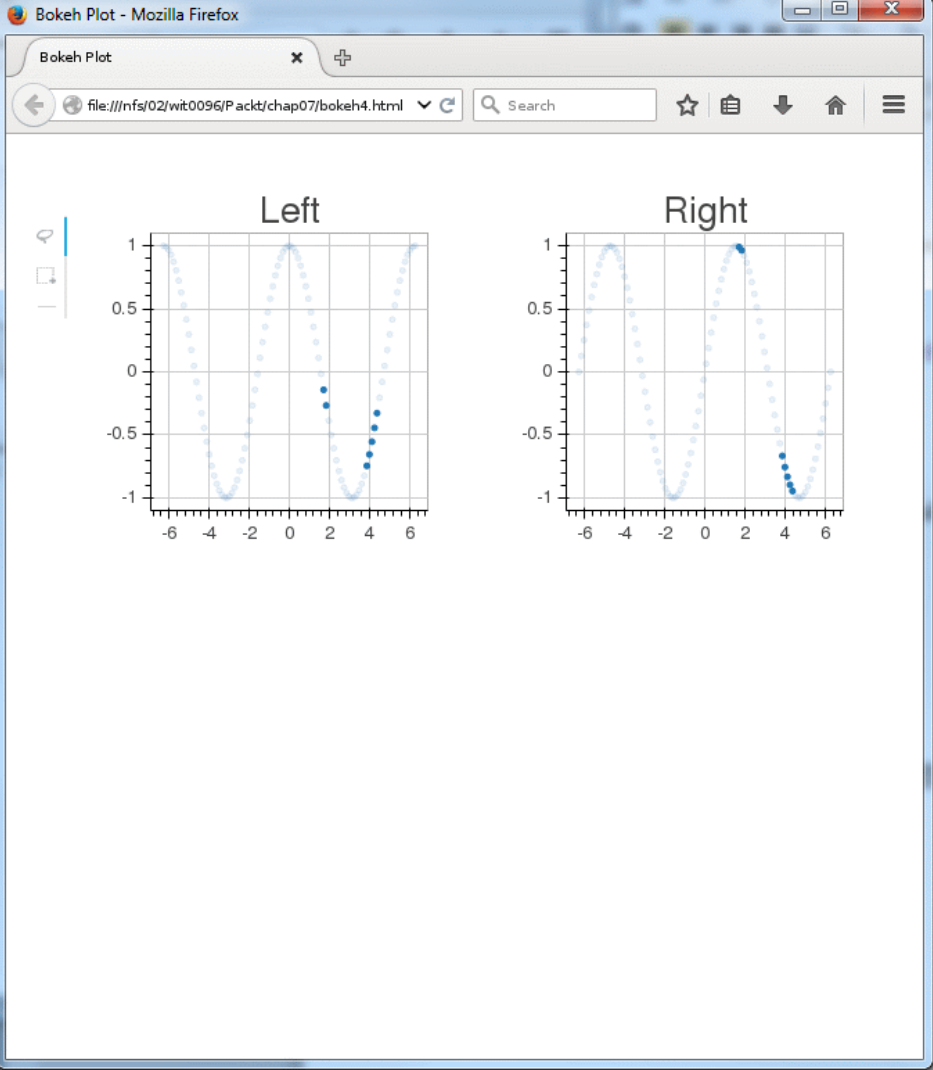 Bokeh Plot - Mozilla Firefox
Bokeh Plot
file:///nfs/02/wit0096/Packt/chap07/bokeh4.html
Search
Left
1
0.5
0
-0.5
-1
-6 -4 -2 0 2 4 6
Right
1
0.5
0
-0.5
-1
-6 -4 -2 0 2 4 6